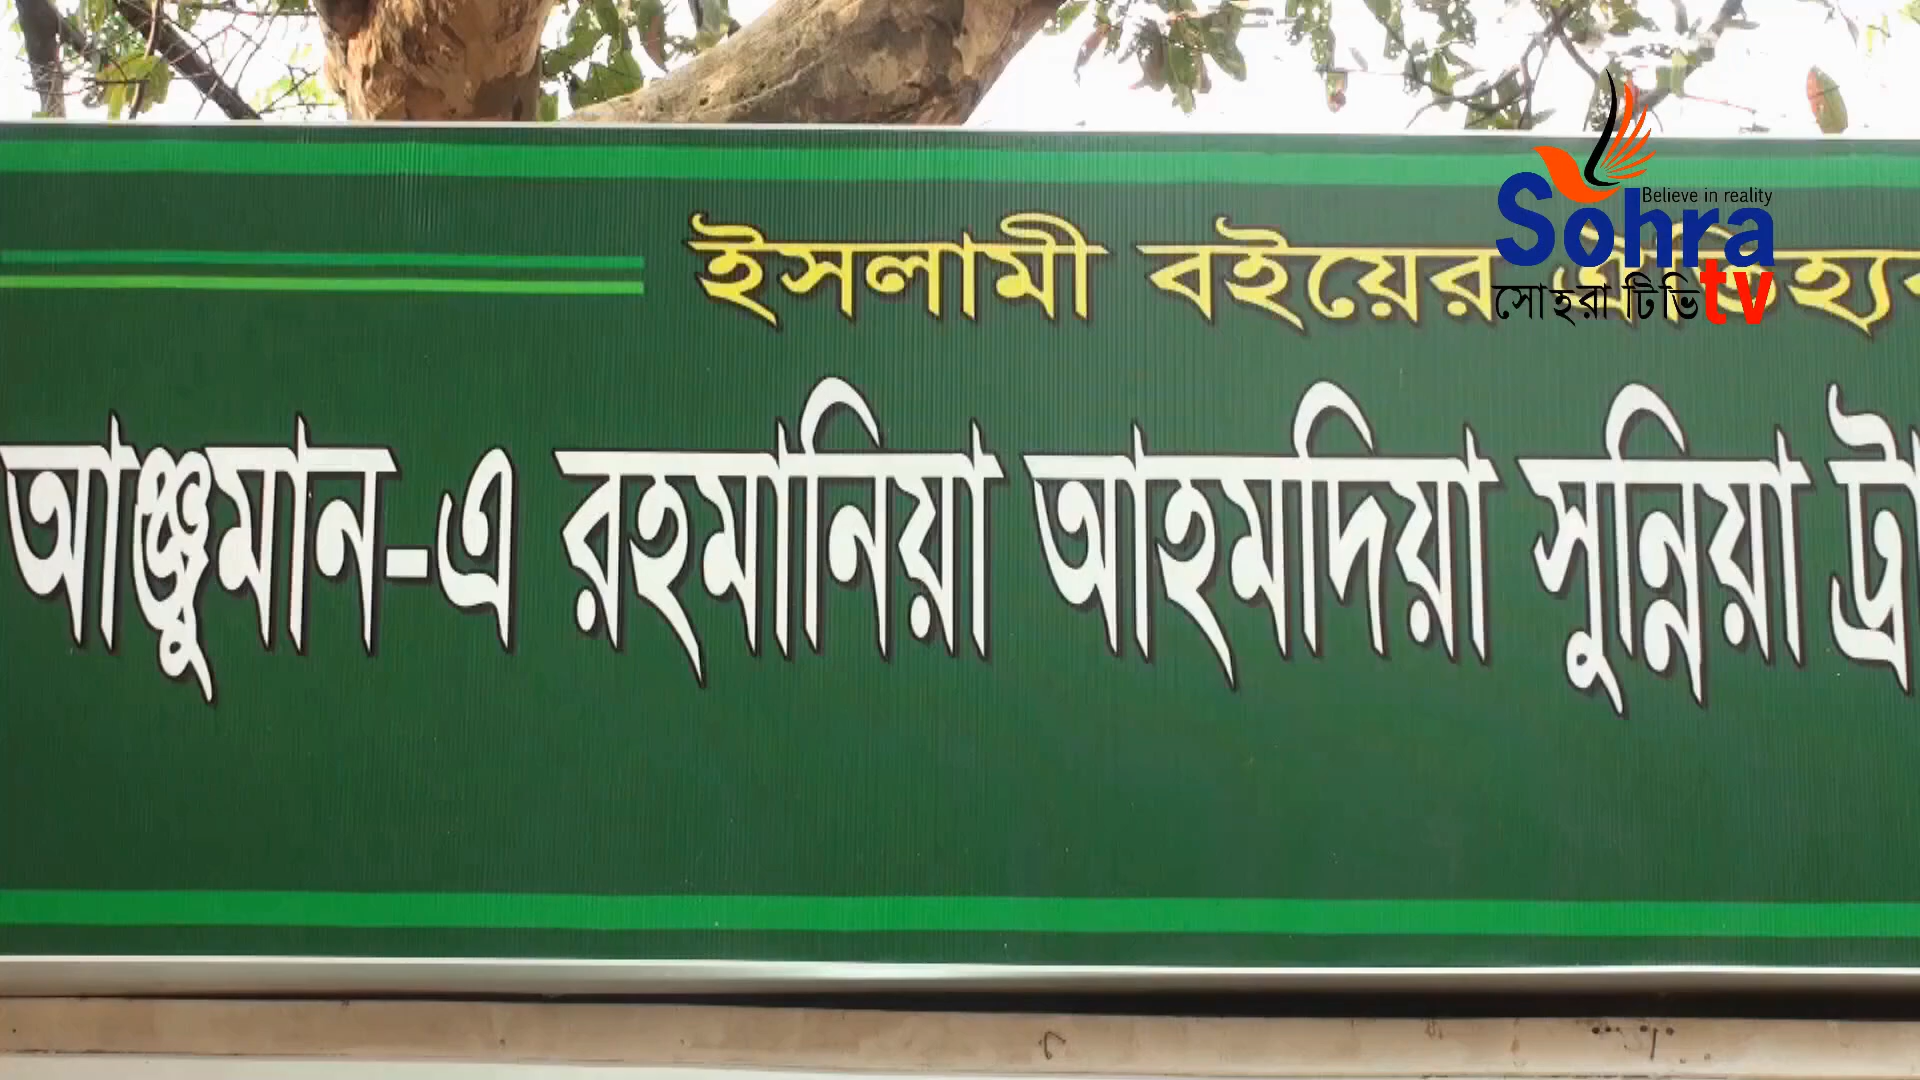 Believe in reality
Sohra
সোহরা টিভি tv
ইসলামী বইয়ের
আঞ্জুমান-এ রহমানিয়া আহমদিয়া সুন্নিয়া